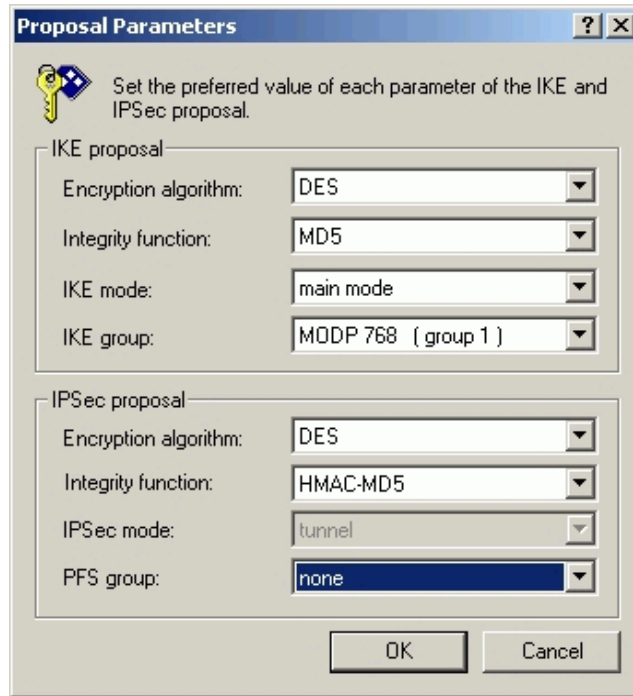 Proposal Parameters
Set the preferred value of each parameter of the IKE and
IPSec proposal.
IKE proposal
Encryption algorithm: DES
Integrity function: MD5
IKE mode: main mode
IKE group: MODP 768 ( group 1 )
IPSec proposal
Encryption algorithm: DES
Integrity function: HMAC-MD5
IPSec mode: tunnel
PFS group: none
OK Cancel